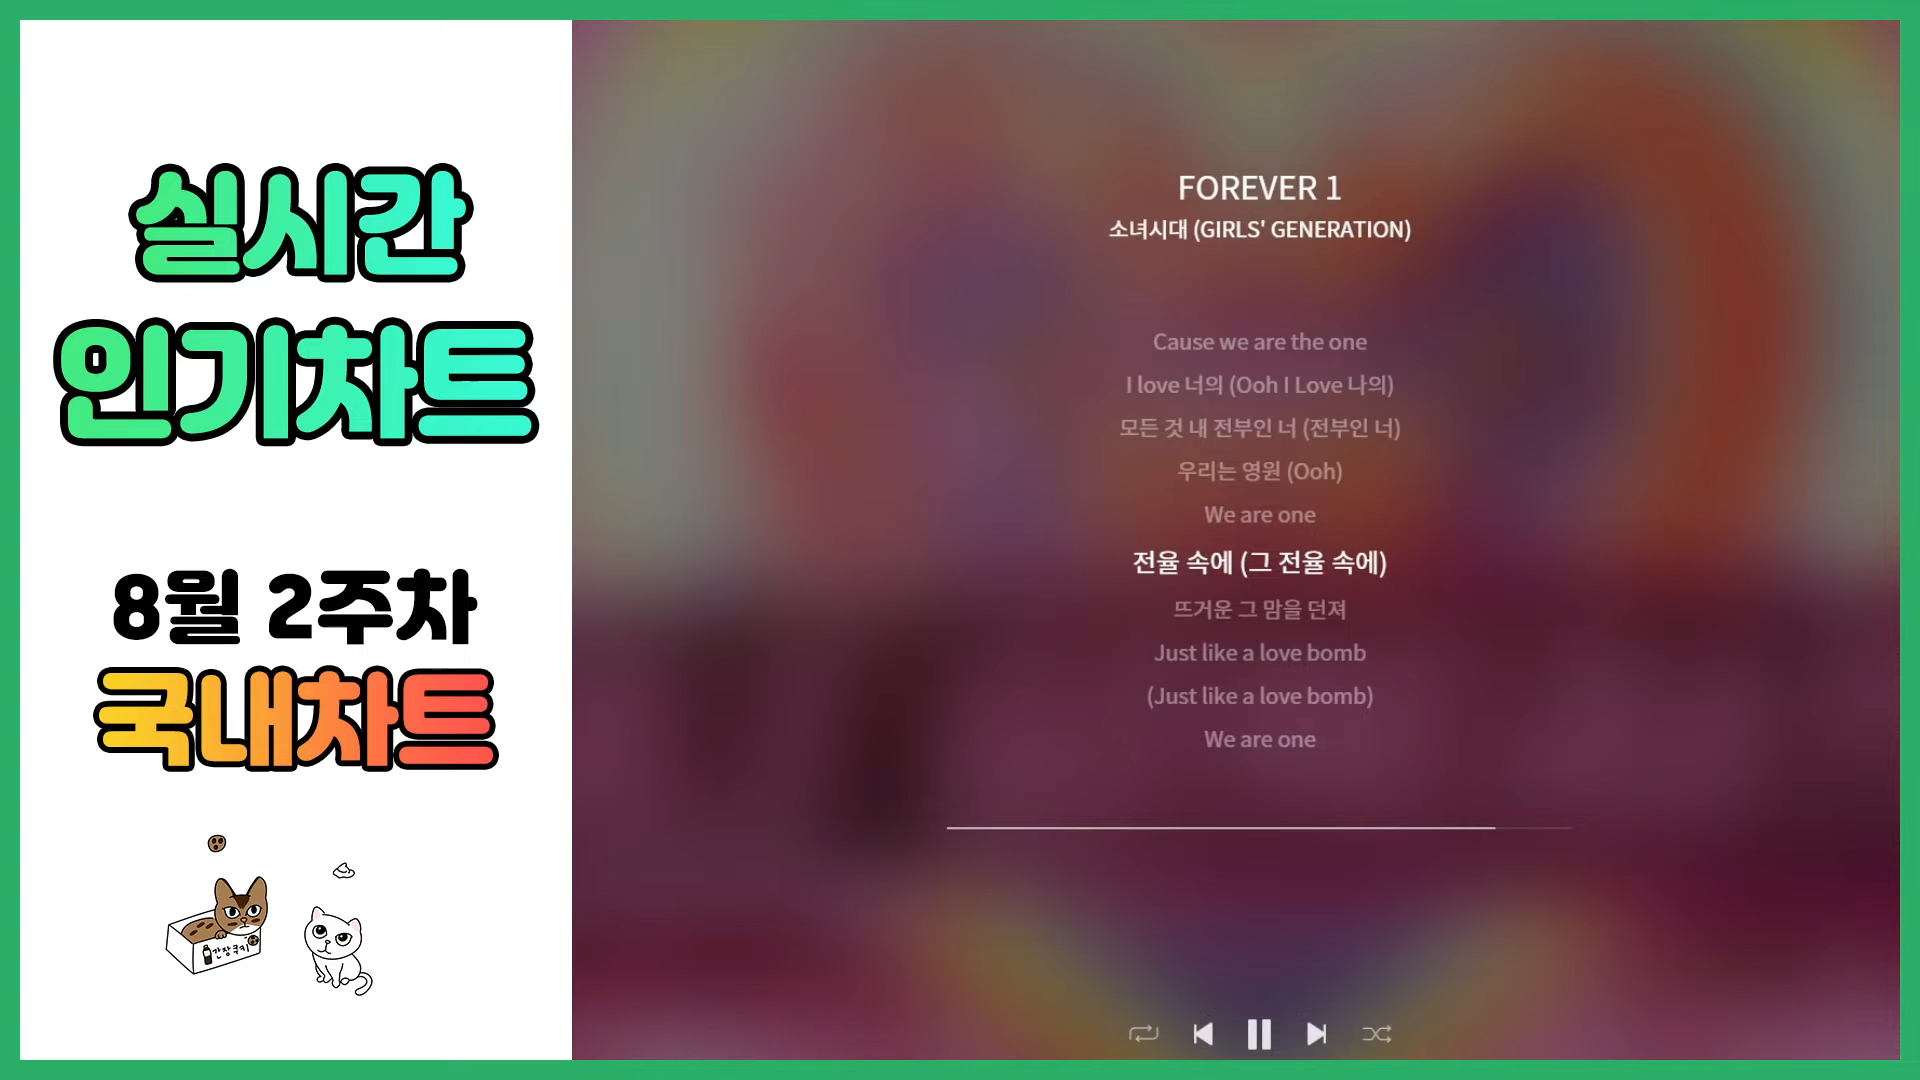 실시간
인기차트
8월 2주차
국내차트
간장쿠키
FOREVER 1
소녀시대 (GIRLS' GENERATION)
Cause we are the one
I love 너의 (Ooh I Love 나의)
모든 것 내 전부인 너 (전부인 너)
우리는 영원 (Ooh)
We are one
전율 속에 (그 전율 속에)
뜨거운 그 맘을 던져
Just like a love bomb
(Just like a love bomb)
We are one